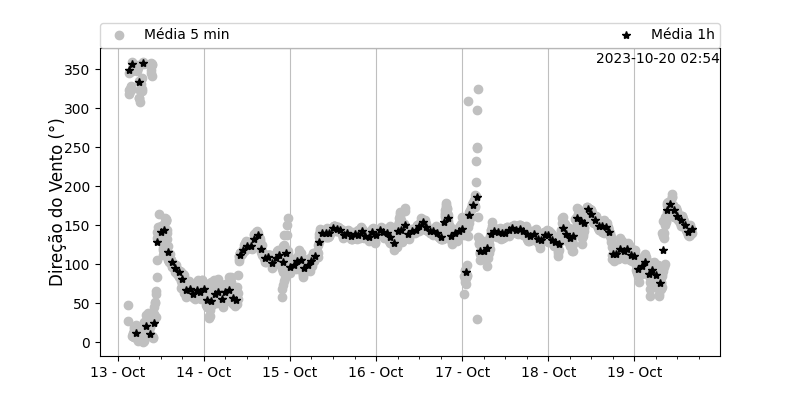 Média 5 min
Média 1h
2023-10-20 02:54
Direção do Vento (°)
350
300
250
200
150
100
50
0
13 - Oct
14 - Oct
15 - Oct
16 - Oct
17 - Oct
18 - Oct
19 - Oct